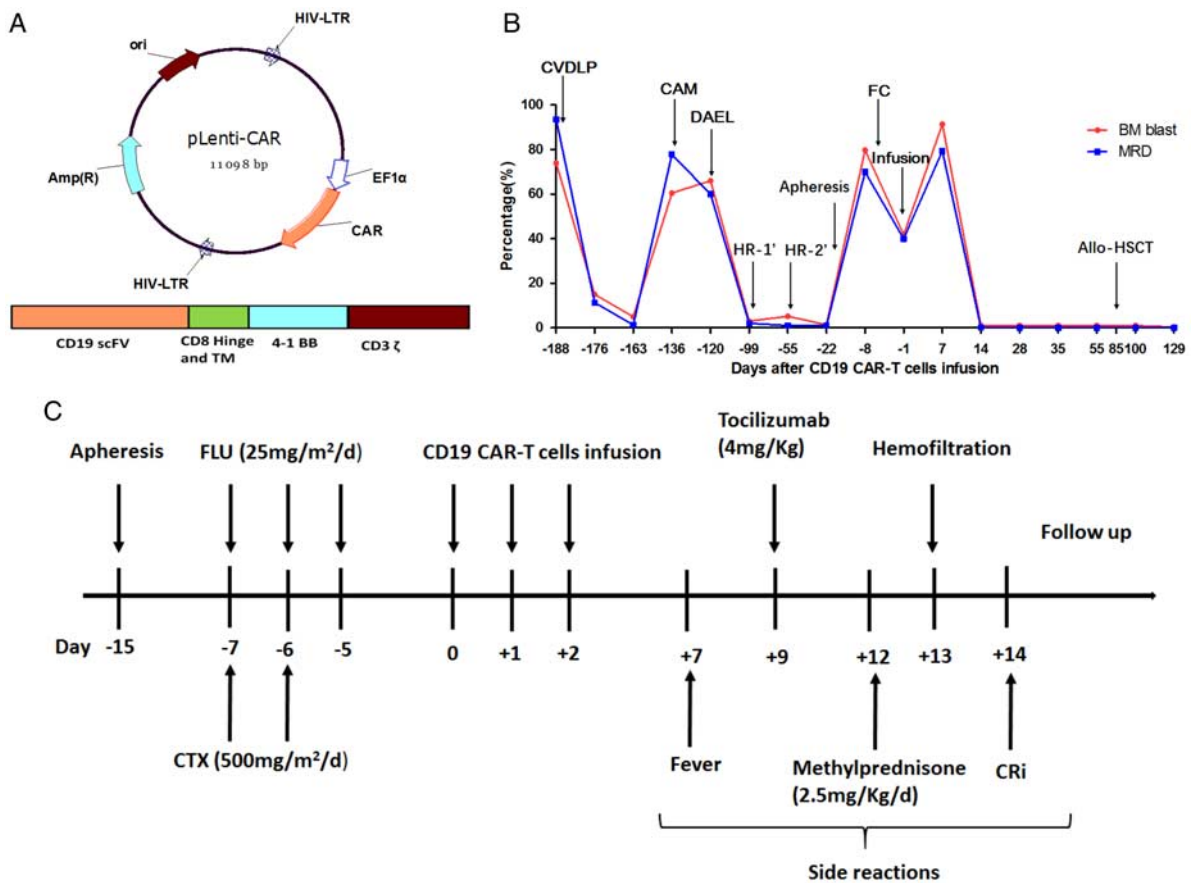 A
HIV-LTR
ori
pLenti-CAR
11098 bp
Amp(R)
EF1α
CAR
HIV-LTR
CD19 scFV
CD8 Hinge
and TM
4-1 BB
CD3 ζ
B
CVDLP
CAM
DAEL
HR-1'
HR-2'
Apheresis
FC
Infusion
Allo-HSCT
BM blast
MRD
Percentage(%)
100
80
60
40
20
0
-188 -176 -163 -136 -120 -99 -55 -22 -8 -1 7 14 28 35 55 85 100 129
Days after CD19 CAR-T cells infusion
C
Apheresis
FLU (25mg/m²/d)
CD19 CAR-T cells infusion
Tocilizumab
(4mg/Kg)
Hemofiltration
Follow up
Day -15 -7 -6 -5 0 +1 +2 +7 +9 +12 +13 +14
CTX (500mg/m²/d)
Fever
Methylprednisone
(2.5mg/Kg/d)
CRi
Side reactions